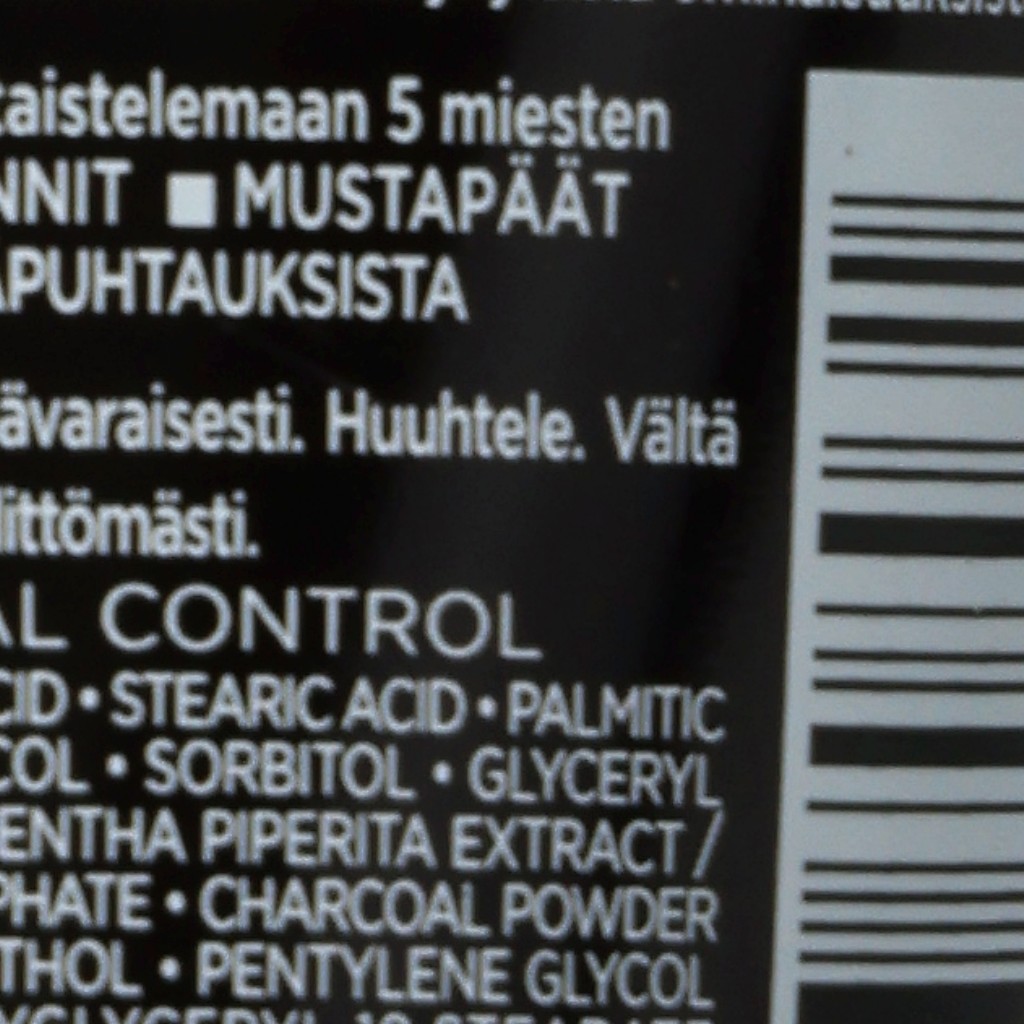 taistelemaan 5 miesten
NNIT ■ MUSTAPÄÄT
APUHTAUKSISTA
ävaraisesti. Huuhtele. Vältä
littömästi.
AL CONTROL
CID • STEARIC ACID • PALMITIC
COL • SORBITOL • GLYCERYL
ENTHA PIPERITA EXTRACT /
PHATE • CHARCOAL POWDER
THOL • PENTYLENE GLYCOL